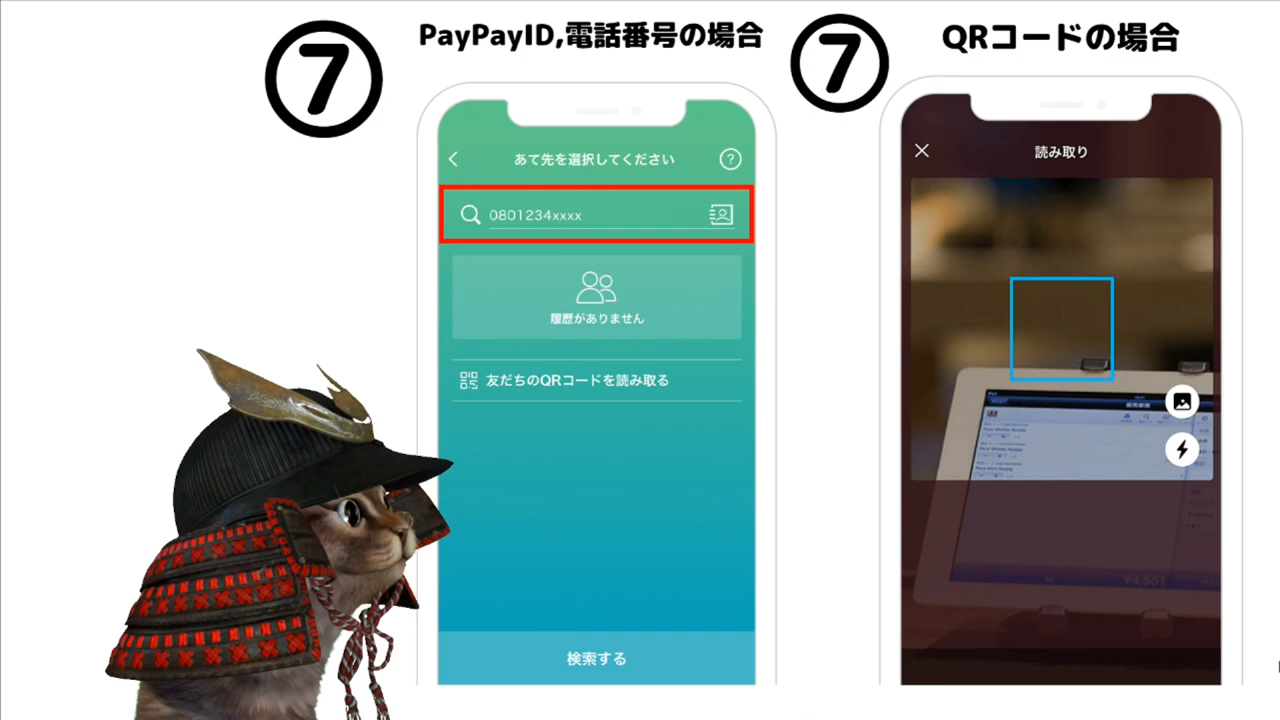 ⑦
PayPayID,電話番号の場合
あて先を選択してください
?
0801234xxxx
履歴がありません
友だちのQRコードを読み取る
検索する
⑦
QRコードの場合
読み取り
¥4,551